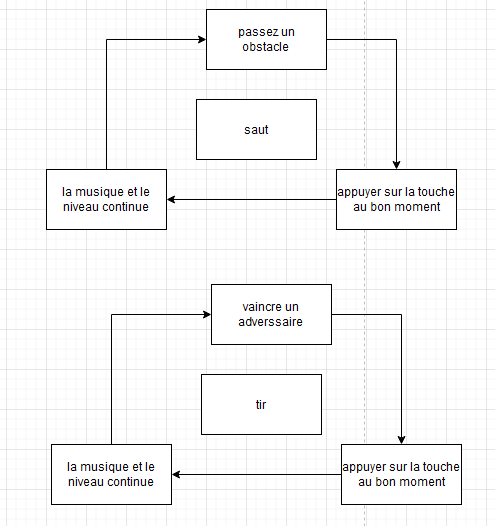 passez un
obstacle
saut
la musique et le
niveau continue
appuyer sur la touche
au bon moment
vaincre un
adverssaire
tir
la musique et le
niveau continue
appuyer sur la touche
au bon moment